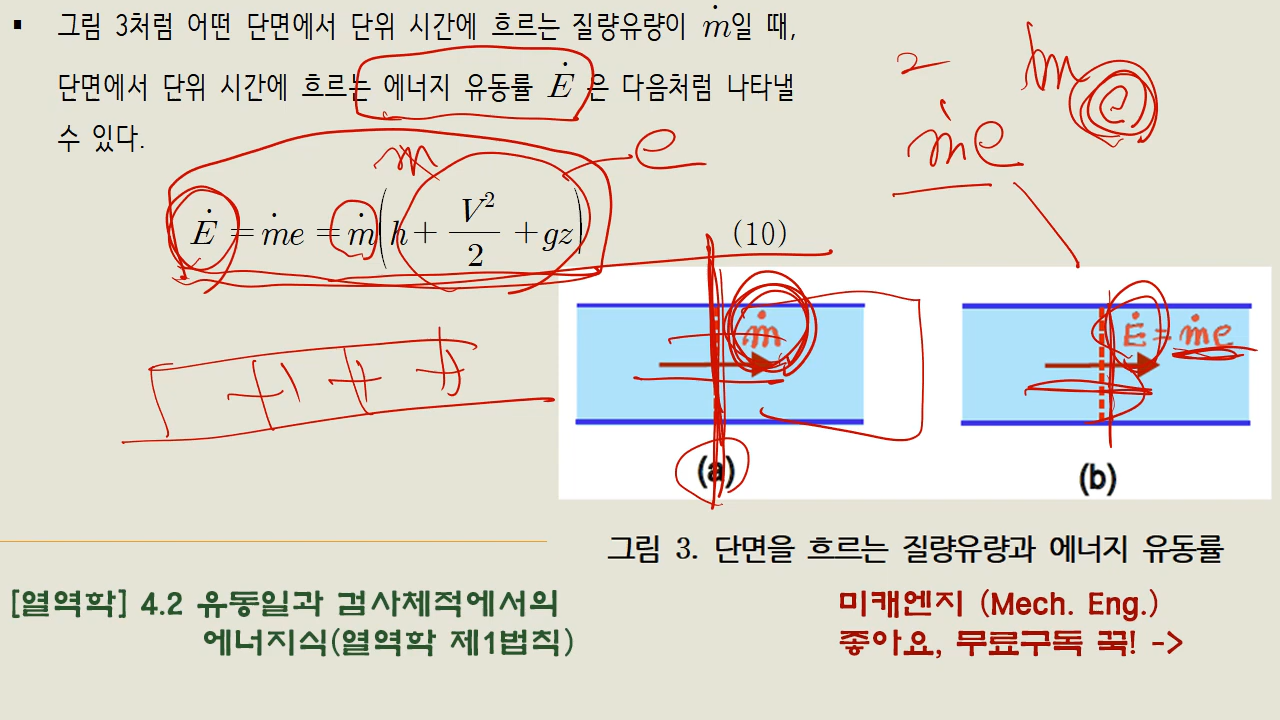 ▪ 그림 3처럼 어떤 단면에서 단위 시간에 흐르는 질량유량이 ṁ일 때,
단면에서 단위 시간에 흐르는 에너지 유동률 Ė 은 다음처럼 나타낼
수 있다.
ṁ e
m
e
Ė = ṁe = ṁ(h + V²/2 + gz) (10)
ṁ
Ė = ṁe
(a)
(b)
그림 3. 단면을 흐르는 질량유량과 에너지 유동률
[열역학] 4.2 유동일과 검사체적에서의
에너지식(열역학 제1법칙)
미캐엔지 (Mech. Eng.)
좋아요, 무료구독 꾹! ->